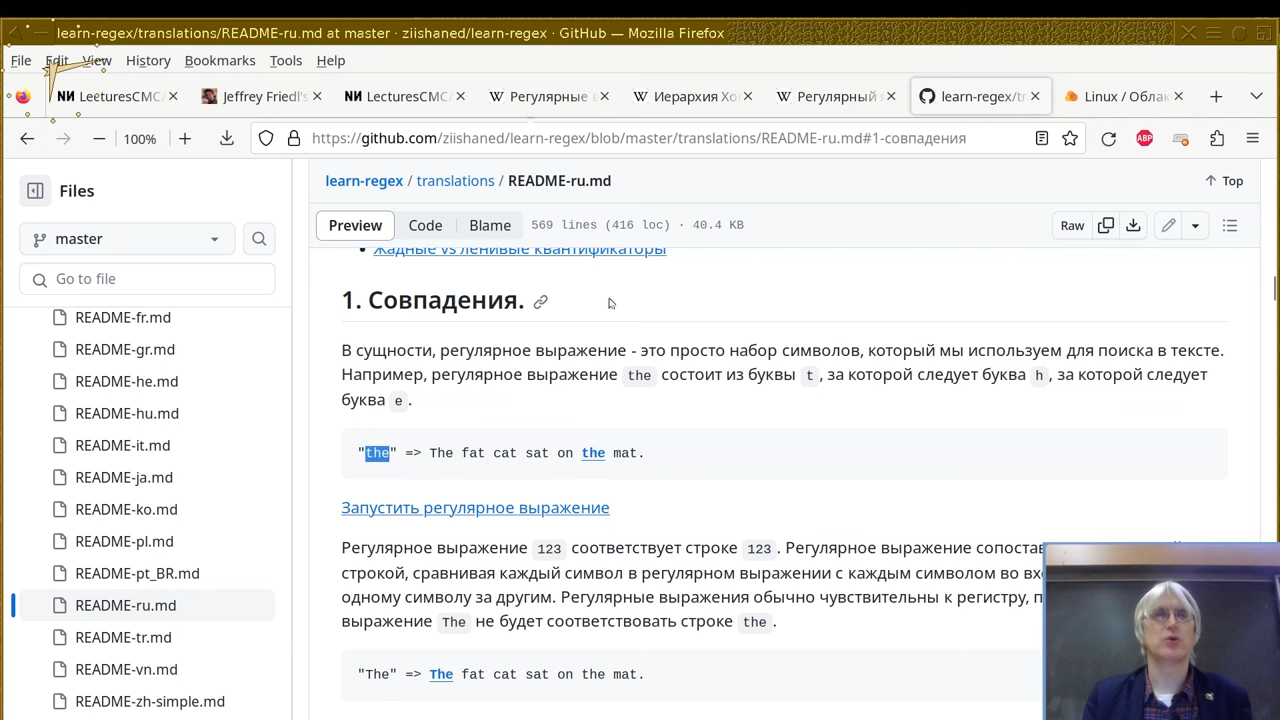 learn-regex/translations/README-ru.md at master · ziishaned/learn-regex · GitHub — Mozilla Firefox
File Edit View History Bookmarks Tools Help
LecturesCMC/ Jeffrey Friedl's LecturesCMC/ Регулярные Иерархия Хо Регулярный learn-regex/tr Linux / Обла
100% https://github.com/ziishaned/learn-regex/blob/master/translations/README-ru.md#1-совпадения ABP
Files
master
Go to file
README-fr.md
README-gr.md
README-he.md
README-hu.md
README-it.md
README-ja.md
README-ko.md
README-pl.md
README-pt_BR.md
README-ru.md
README-tr.md
README-vn.md
README-zh-simple.md
learn-regex / translations / README-ru.md Top
Preview Code Blame 569 lines (416 loc) · 40.4 KB Raw
Жадные vs ленивые квантификаторы
1. Совпадения.
В сущности, регулярное выражение - это просто набор символов, который мы используем для поиска в тексте.
Например, регулярное выражение the состоит из буквы t , за которой следует буква h , за которой следует
буква e .
"the" => The fat cat sat on the mat.
Запустить регулярное выражение
Регулярное выражение 123 соответствует строке 123 . Регулярное выражение сопостав
строкой, сравнивая каждый символ в регулярном выражении с каждым символом во вх
одному символу за другим. Регулярные выражения обычно чувствительны к регистру, п
выражение The не будет соответствовать строке the .
"The" => The fat cat sat on the mat.